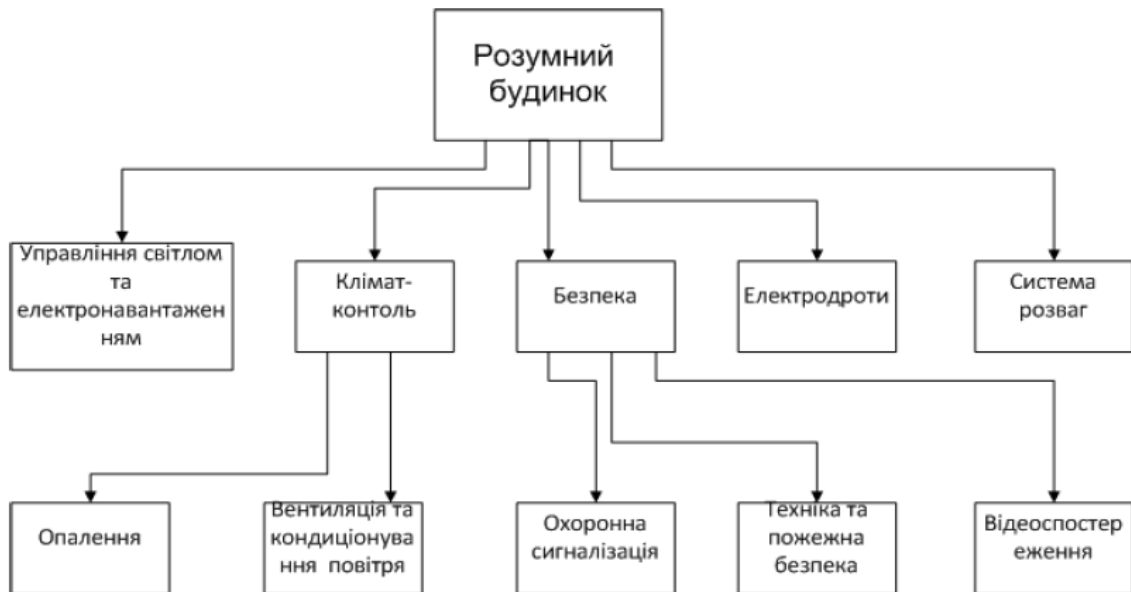 Розумний
будинок
Управління світлом
та
електронавантажен
ням
Клімат-
контоль
Безпека
Електродроти
Система
розваг
Опалення
Вентиляція та
кондиціонува
ння повітря
Охоронна
сигналізація
Техніка та
пожежна
безпека
Відеоспостер
еження